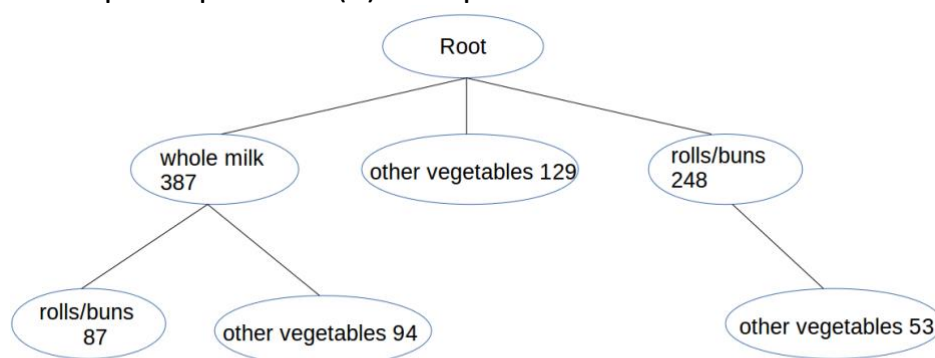 Root
whole milk
387
other vegetables 129
rolls/buns
248
rolls/buns
87
other vegetables 94
other vegetables 53